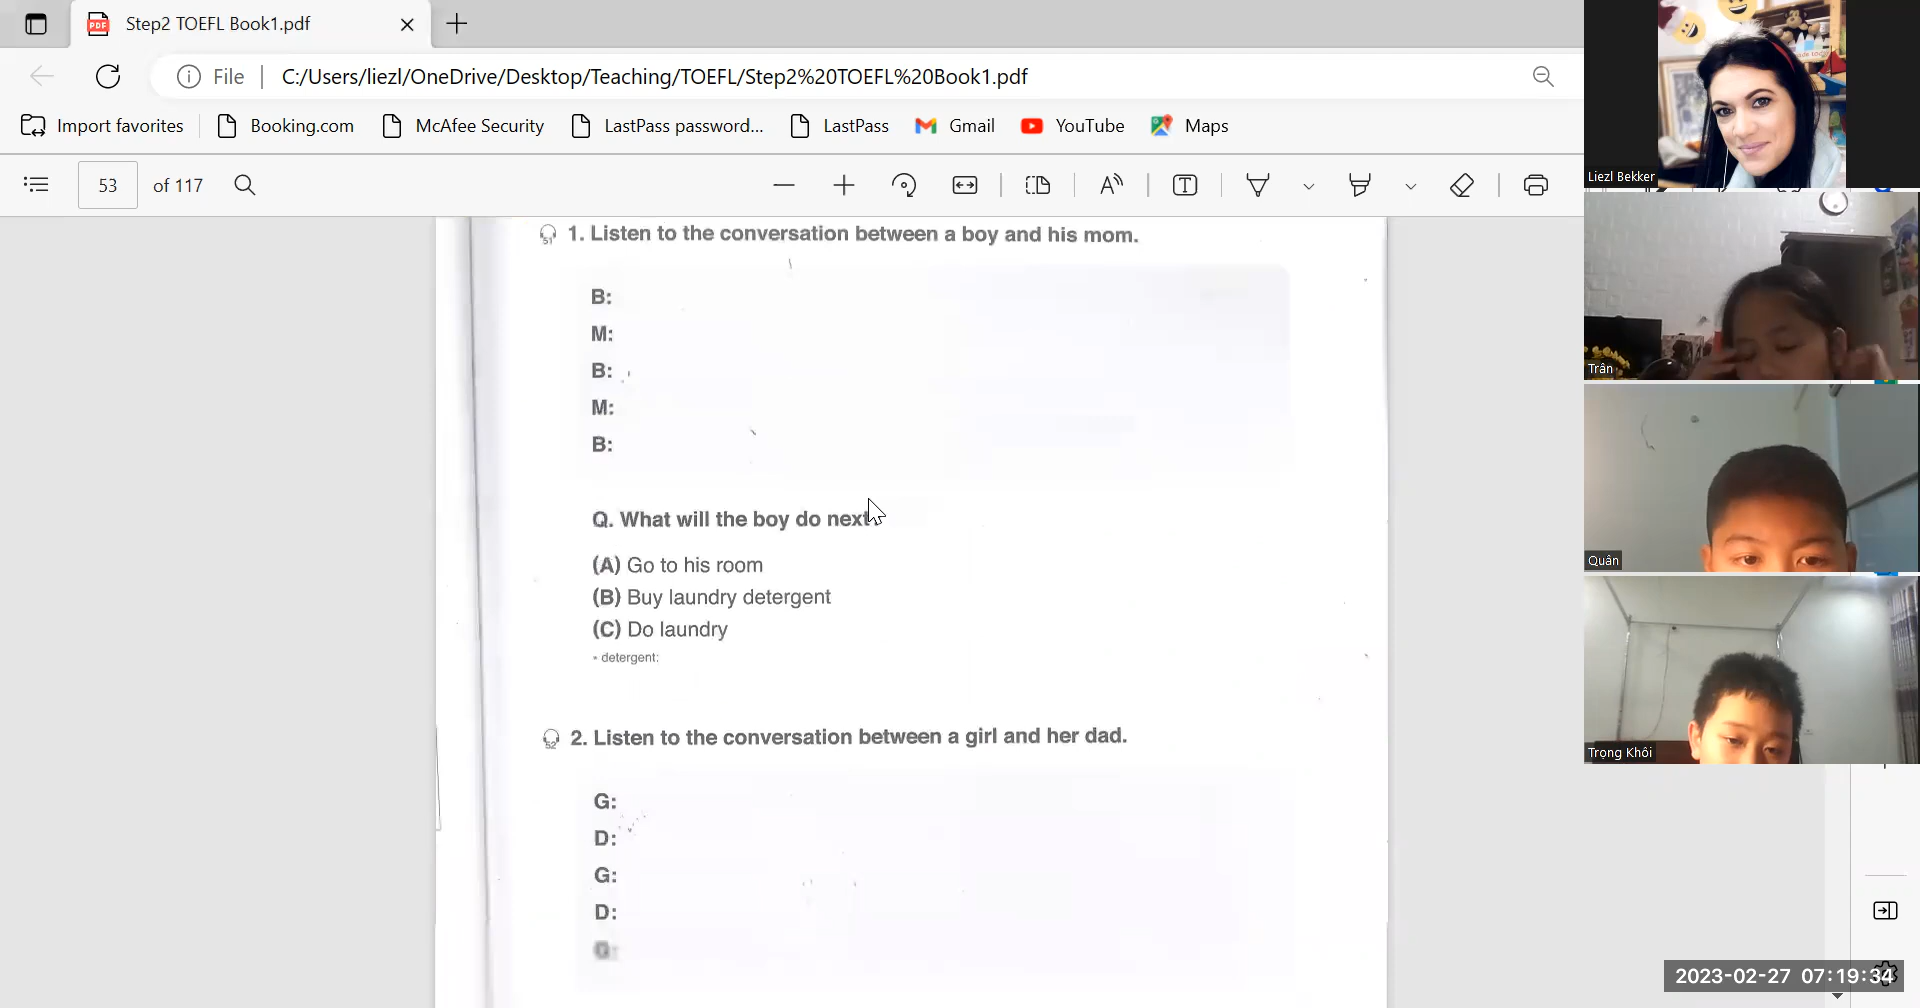 Step2 TOEFL Book1.pdf
File
C:/Users/liezl/OneDrive/Desktop/Teaching/TOEFL/Step2%20TOEFL%20Book1.pdf
Import favorites Booking.com McAfee Security LastPass password... LastPass Gmail YouTube Maps
53 of 117
51 1. Listen to the conversation between a boy and his mom.
B:
M:
B:
M:
B:
Q. What will the boy do next
(A) Go to his room
(B) Buy laundry detergent
(C) Do laundry
* detergent:
52 2. Listen to the conversation between a girl and her dad.
G:
D:
G:
D:
G:
Liezl Bekker
Trân
Quân
Trọng Khôi
2023-02-27 07:19:34